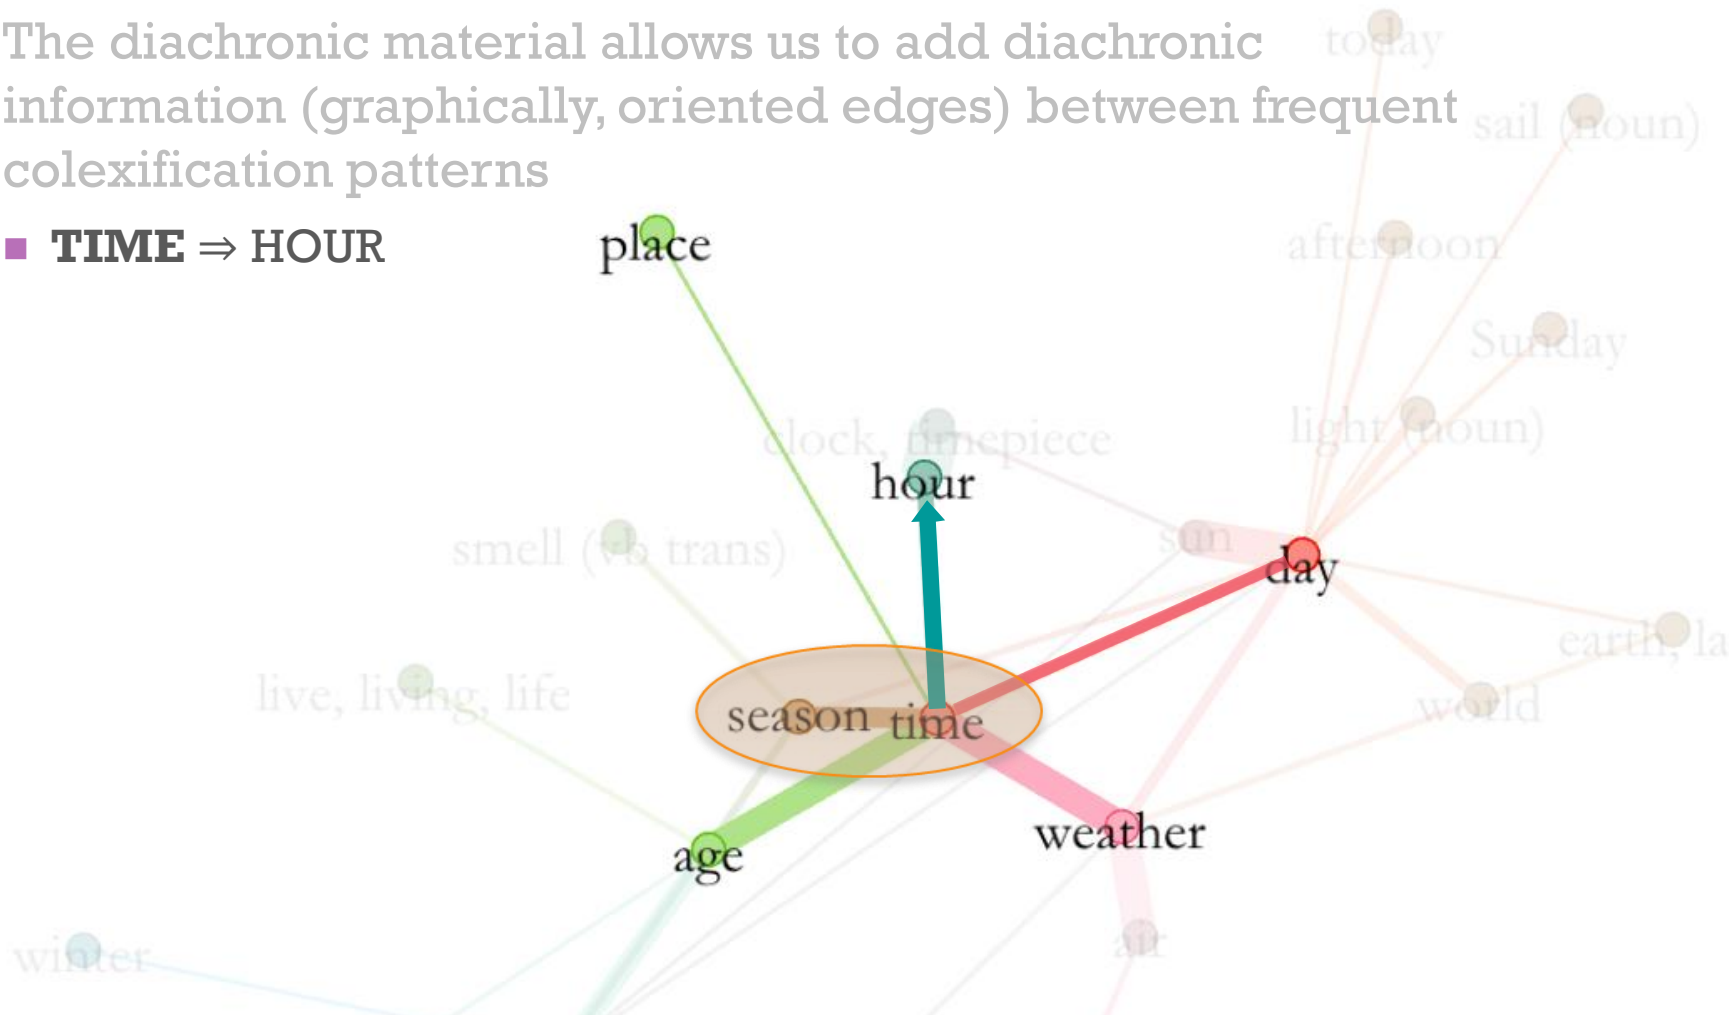 The diachronic material allows us to add diachronic
information (graphically, oriented edges) between frequent
colexification patterns
TIME ⇒ HOUR
today
sail (noun)
place
afternoon
Sunday
clock, timepiece
light (noun)
hour
smell (vb trans)
sun
day
earth, la
live, living, life
season
time
world
weather
age
air
winter